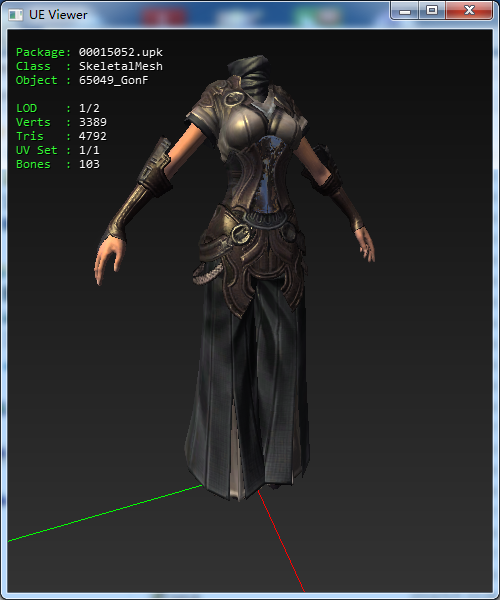 UE Viewer
Package: 00015052.upk
Class : SkeletalMesh
Object : 65049_GonF
LOD : 1/2
Verts : 3389
Tris : 4792
UV Set : 1/1
Bones : 103